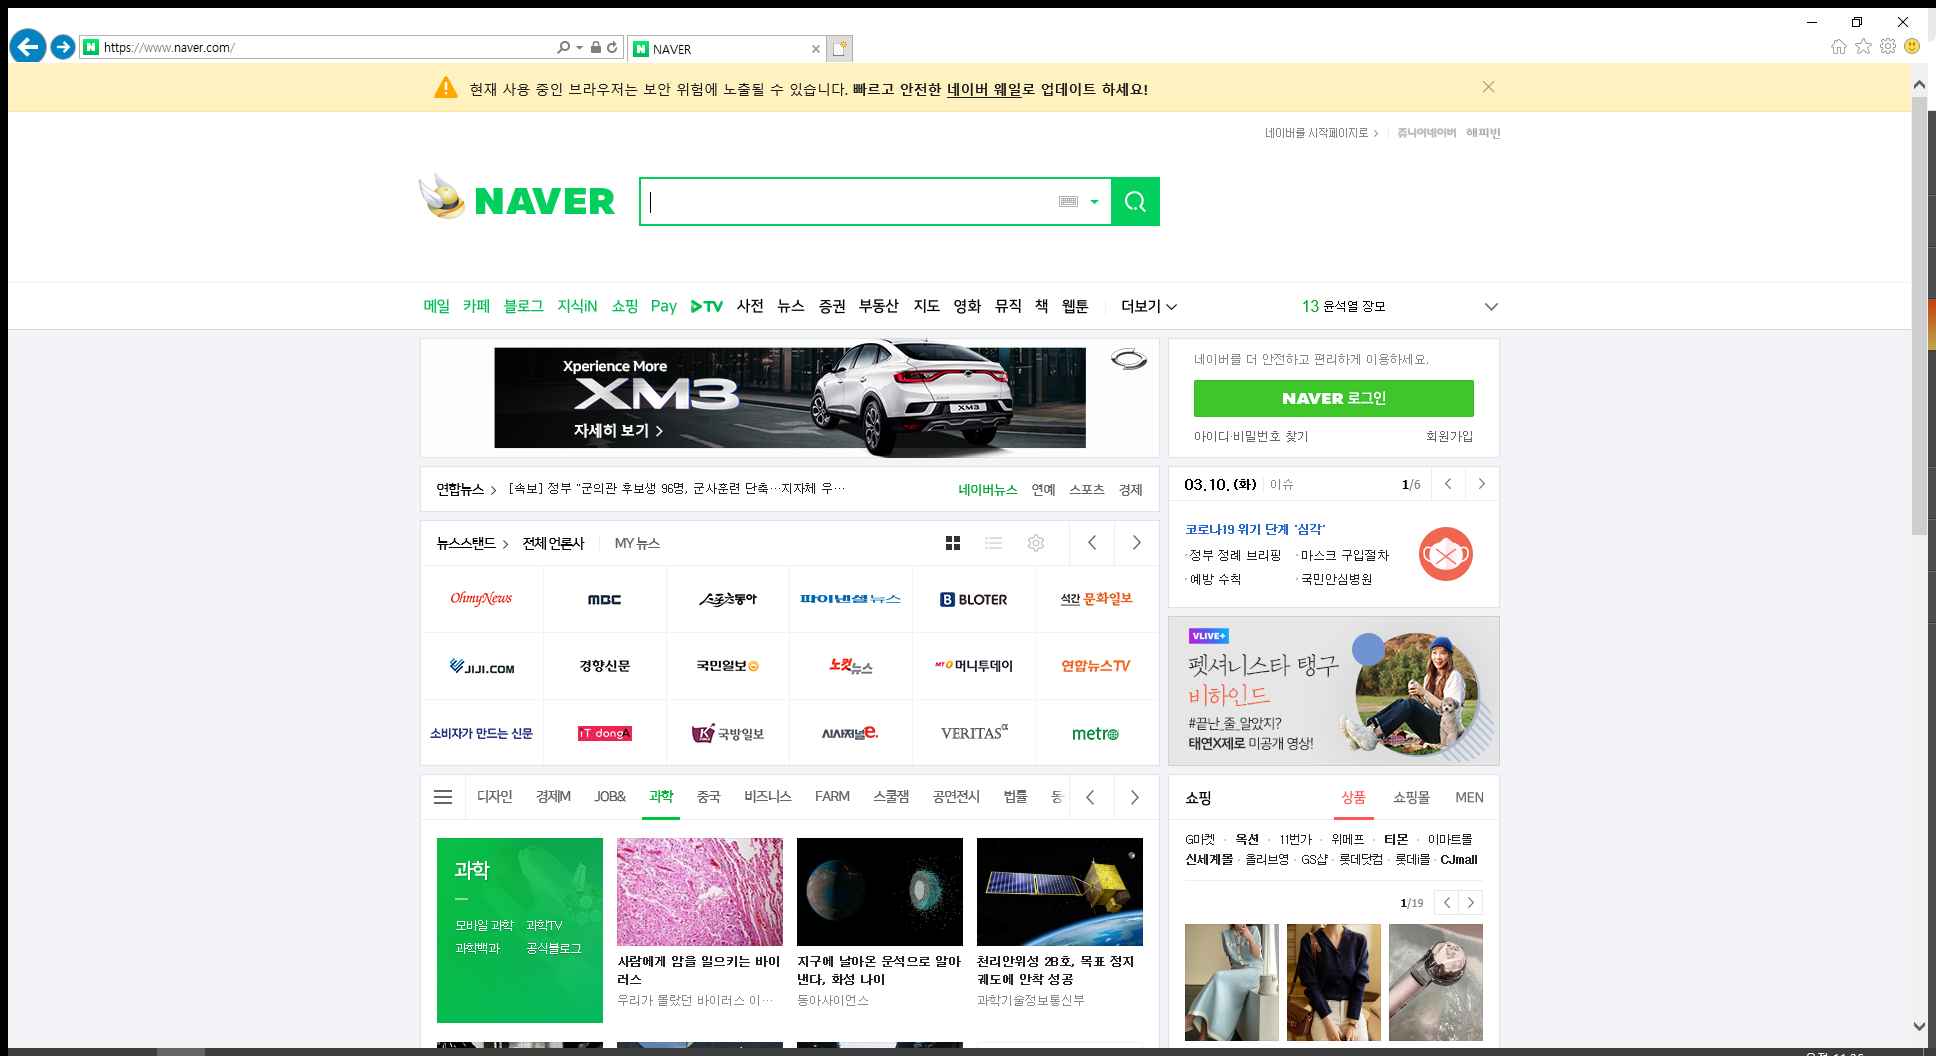 https://www.naver.com/
NAVER
현재 사용 중인 브라우저는 보안 위험에 노출될 수 있습니다. 빠르고 안전한 네이버 웨일로 업데이트 하세요!
네이버를 시작페이지로 > 쥬니어네이버 해피빈
NAVER
메일 카페 블로그 지식iN 쇼핑 Pay TV 사전 뉴스 증권 부동산 지도 영화 뮤직 책 웹툰 더보기
13 윤석열 장모
Xperience More
XM3
자세히 보기 >
XM3
네이버를 더 안전하고 편리하게 이용하세요.
NAVER 로그인
아이디·비밀번호 찾기 회원가입
연합뉴스 > [속보] 정부 "군의관 후보생 96명, 군사훈련 단축…지자체 우…
네이버뉴스 연예 스포츠 경제
03.10.(화) 이슈 1/6
코로나19 위기 단계 '심각'
·정부 정례 브리핑 ·마스크 구입절차
·예방 수칙 ·국민안심병원
뉴스스탠드 > 전체 언론사 MY 뉴스
OhmyNews MBC 스포츠동아 파이낸셜뉴스 BLOTER 석간 문화일보
JIJI.COM 경향신문 국민일보 노컷뉴스 MT 머니투데이 연합뉴스TV
소비자가 만드는 신문 iT dongA 국방일보 시사저널e. VERITAS α metro
VLIVE+
펫셔니스타 탱구
비하인드
#끝난_줄_알았지?
태연X제로 미공개 영상!
디자인 경제M JOB& 과학 중국 비즈니스 FARM 스쿨잼 공연전시 법률
과학
모바일 과학 과학TV
과학백과 공식블로그
사람에게 암을 일으키는 바이
러스
우리가 몰랐던 바이러스 이…
지구에 날아온 운석으로 알아
낸다, 화성 나이
동아사이언스
천리안위성 2B호, 목표 정지
궤도에 안착 성공
과학기술정보통신부
쇼핑 상품 쇼핑몰 MEN
G마켓 · 옥션 · 11번가 · 위메프 · 티몬 · 이마트몰
신세계몰 · 올리브영 · GS샵 · 롯데닷컴 · 롯데i몰 · CJmall
1/19